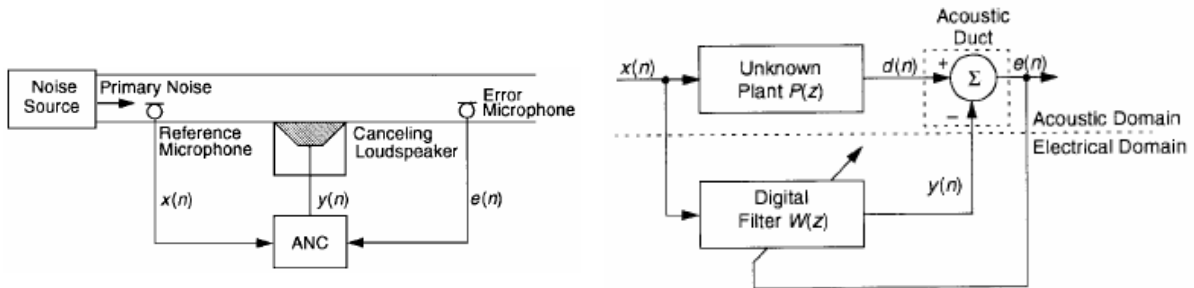 Noise
Source
Primary Noise
Reference
Microphone
Canceling
Loudspeaker
Error
Microphone
x(n)
y(n)
e(n)
ANC
Acoustic
Duct
x(n)
Unknown
Plant P(z)
d(n)
+
Σ
e(n)
−
Acoustic Domain
Electrical Domain
Digital
Filter W(z)
y(n)